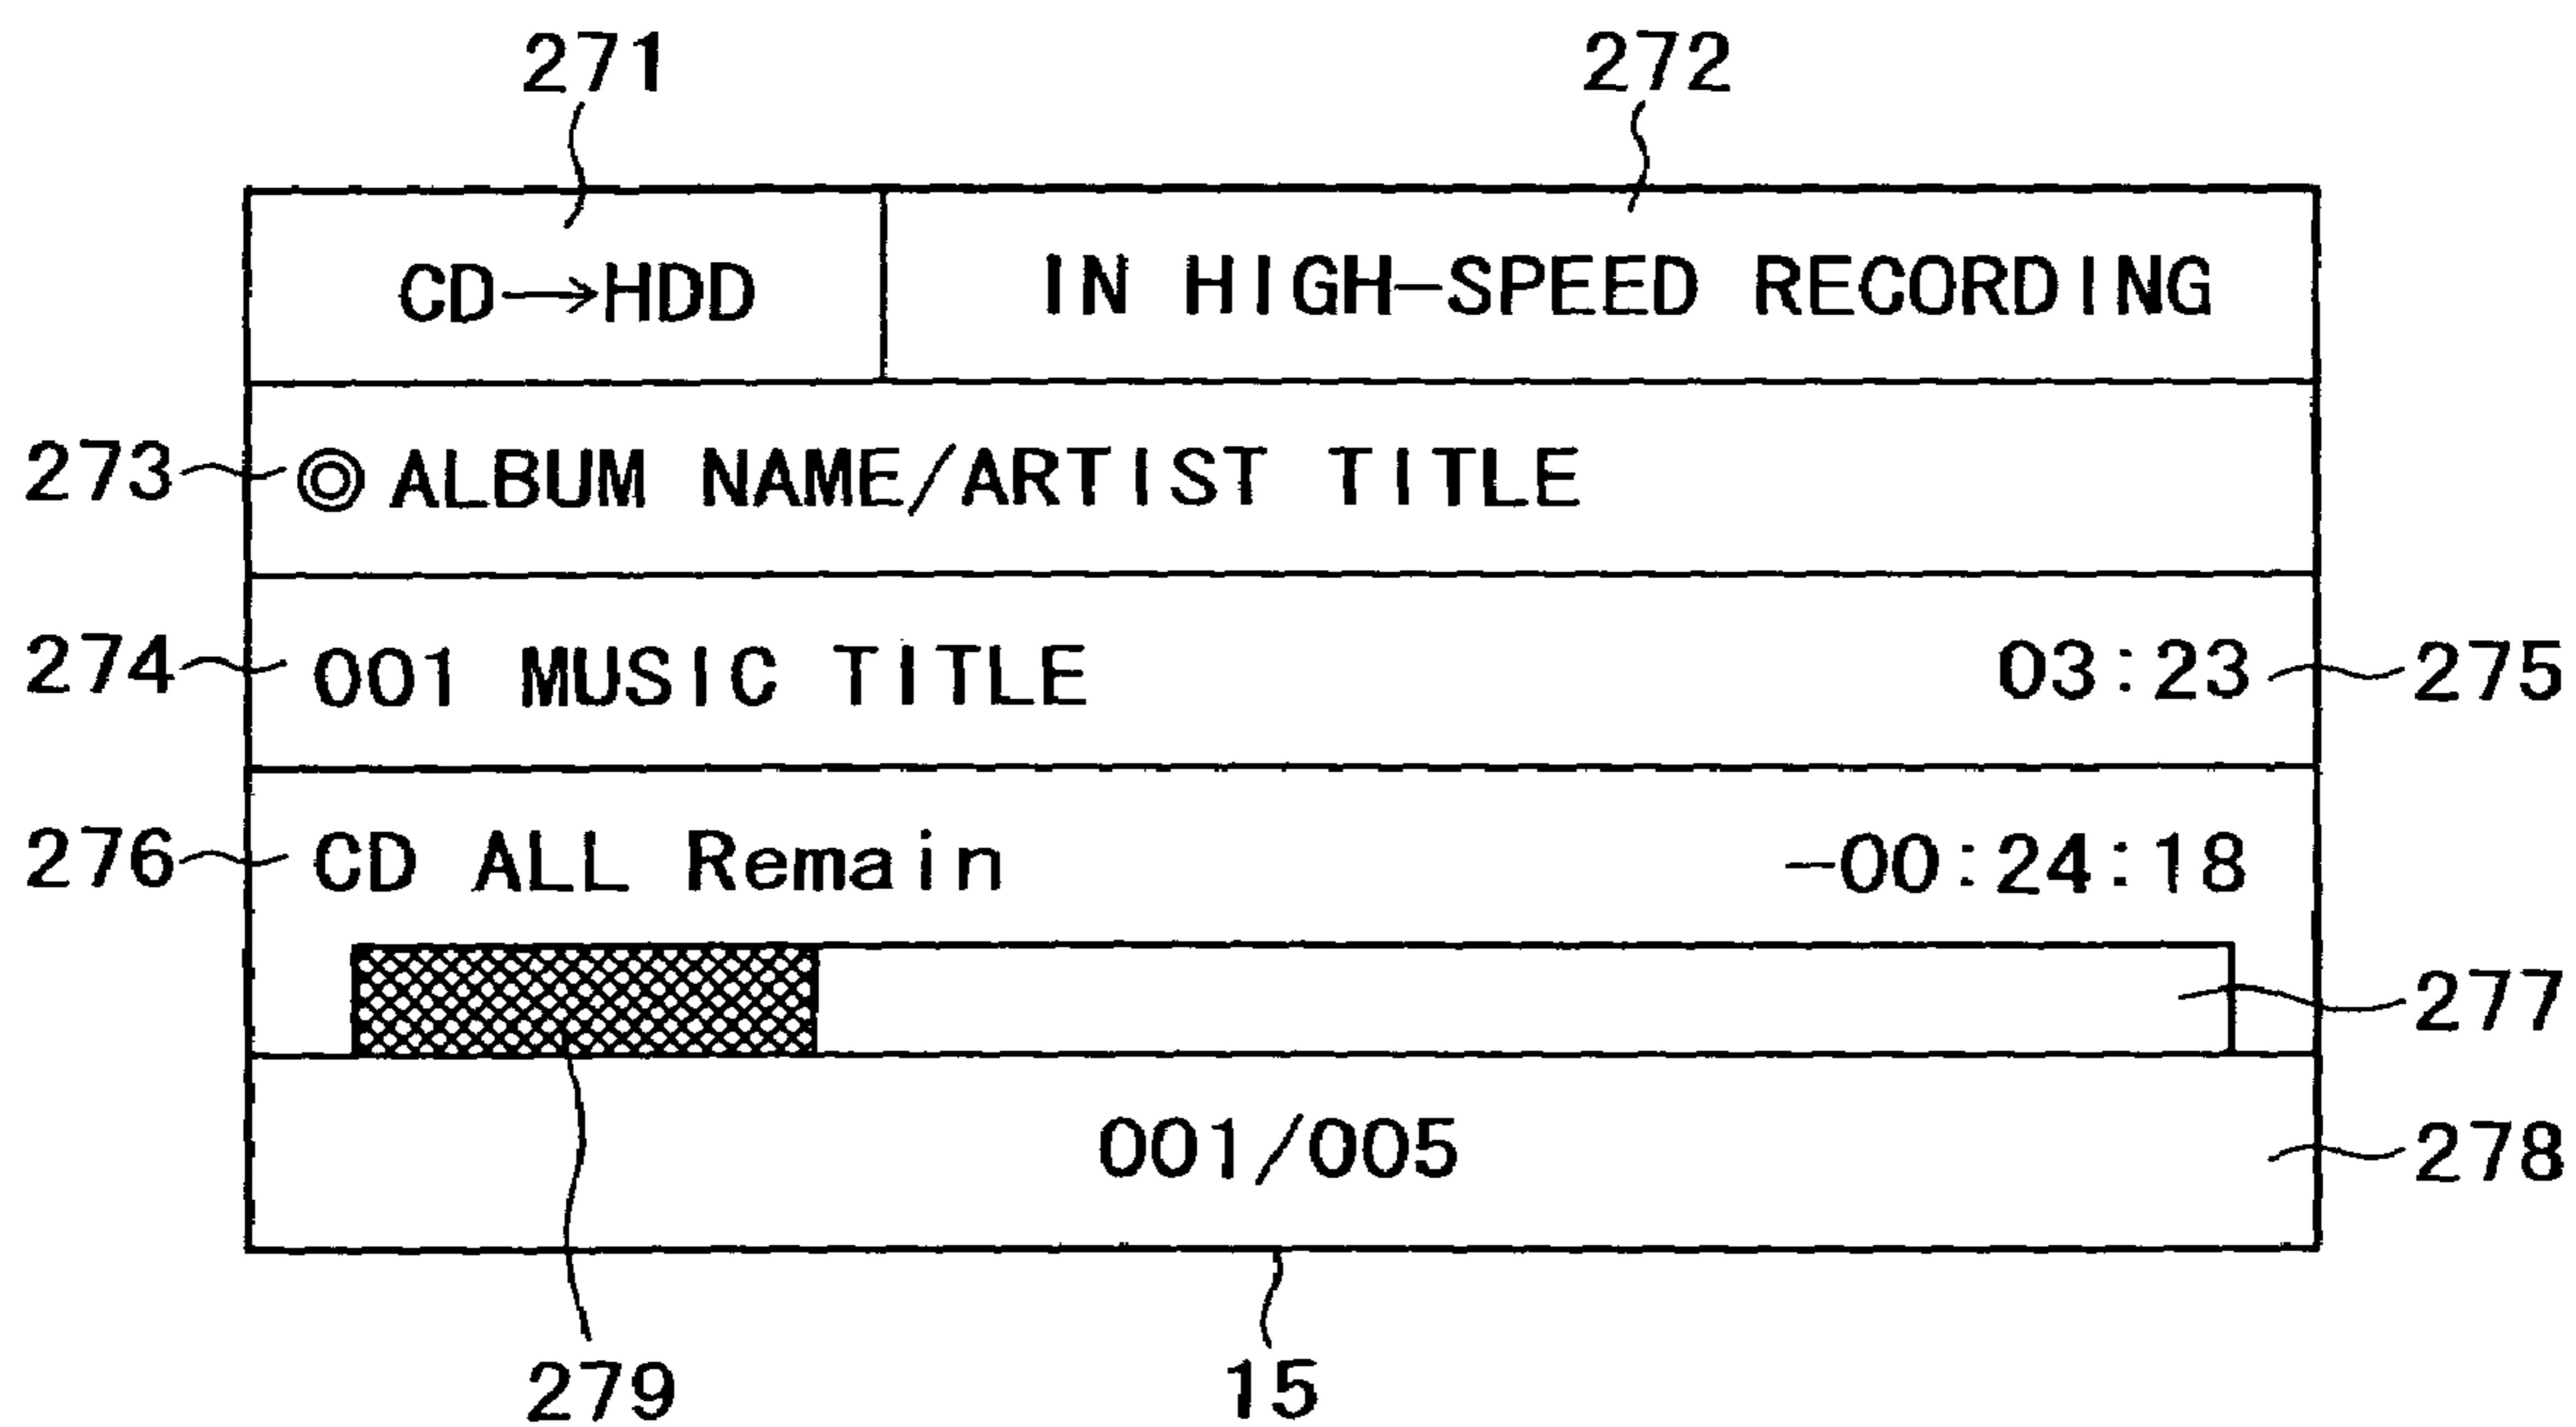 271 272
CD→HDD IN HIGH-SPEED RECORDING
273 ◎ALBUM NAME/ARTIST TITLE
274 001 MUSIC TITLE 03:23 275
276 CD ALL Remain -00:24:18
277
001/005 278
279 15